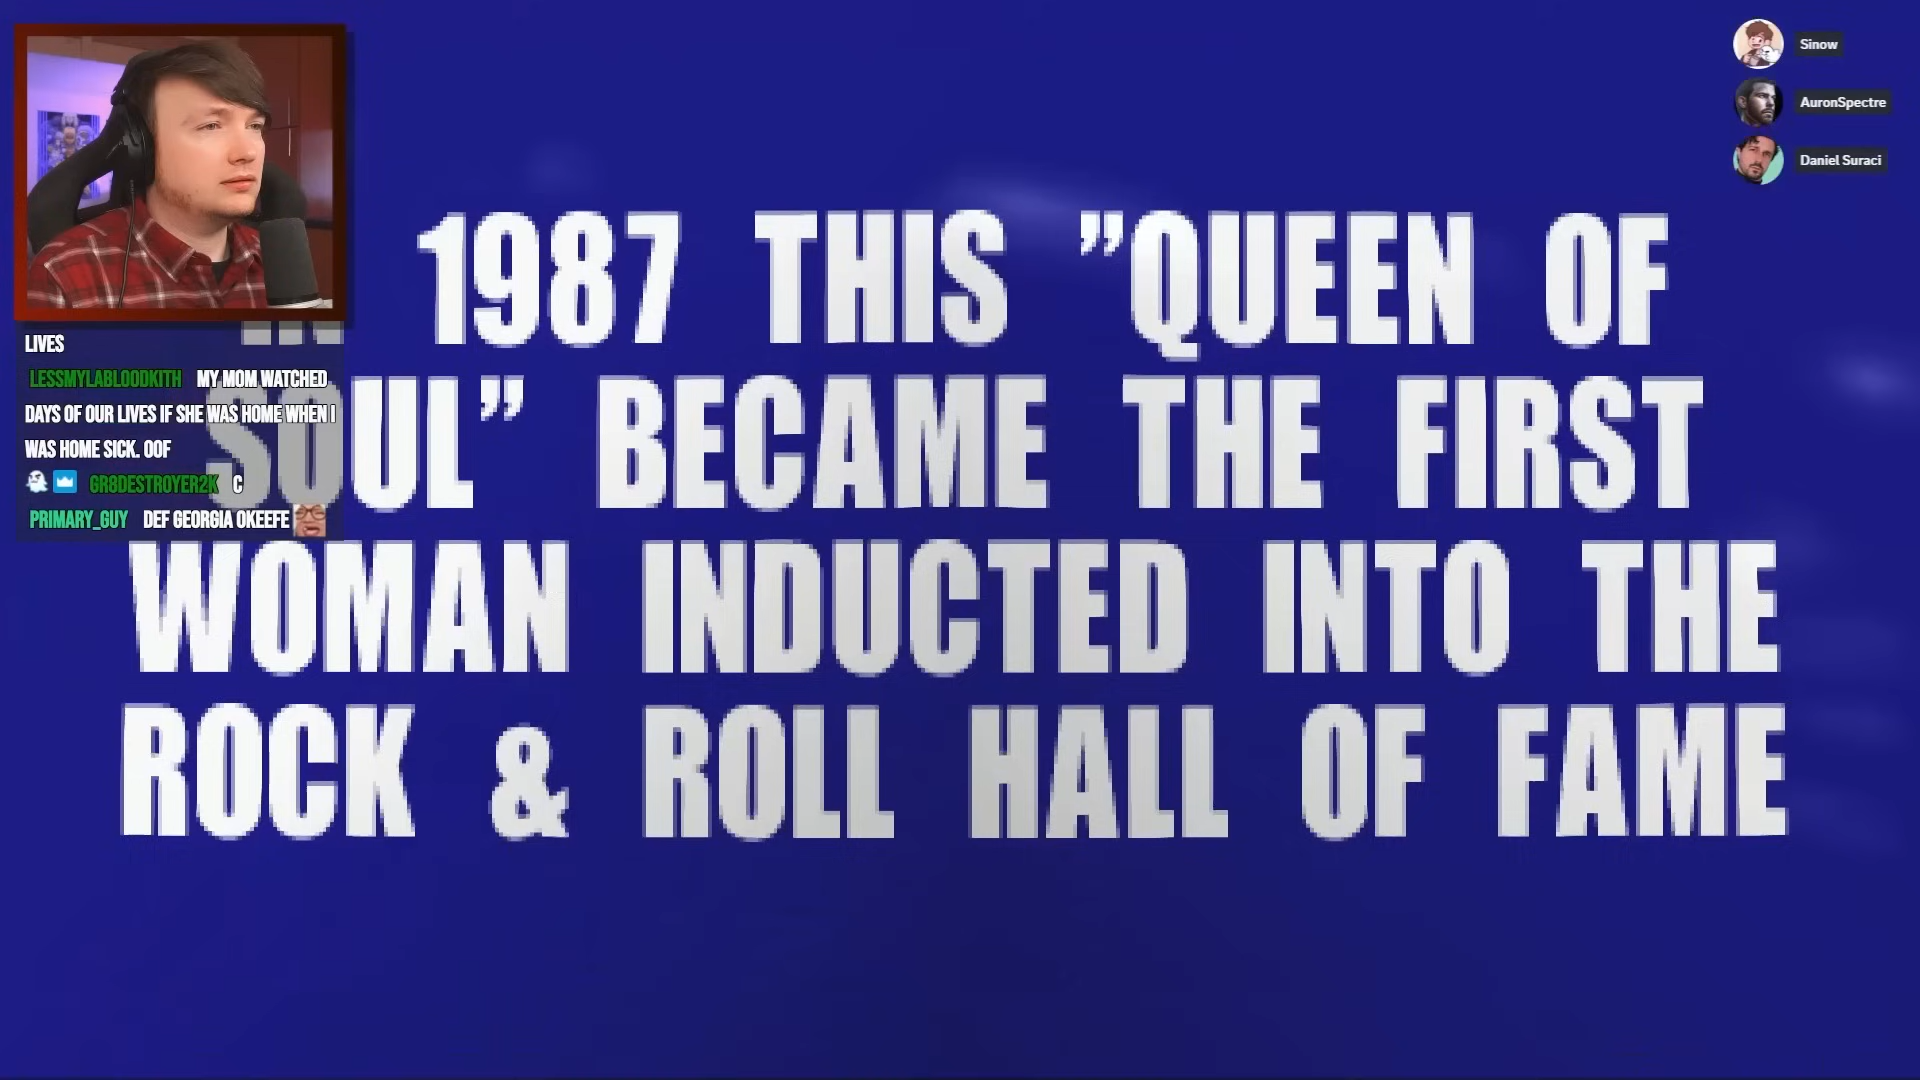 1987 THIS "QUEEN OF
SOUL" BECAME THE FIRST
WOMAN INDUCTED INTO THE
ROCK & ROLL HALL OF FAME
LIVES
LESSMYLABLOODKITH MY MOM WATCHED
DAYS OF OUR LIVES IF SHE WAS HOME WHEN I
WAS HOME SICK. OOF
GR8DESTROYER2K C
PRIMARY_GUY DEF GEORGIA OKEEFE
Sinow
AuronSpectre
Daniel Suraci